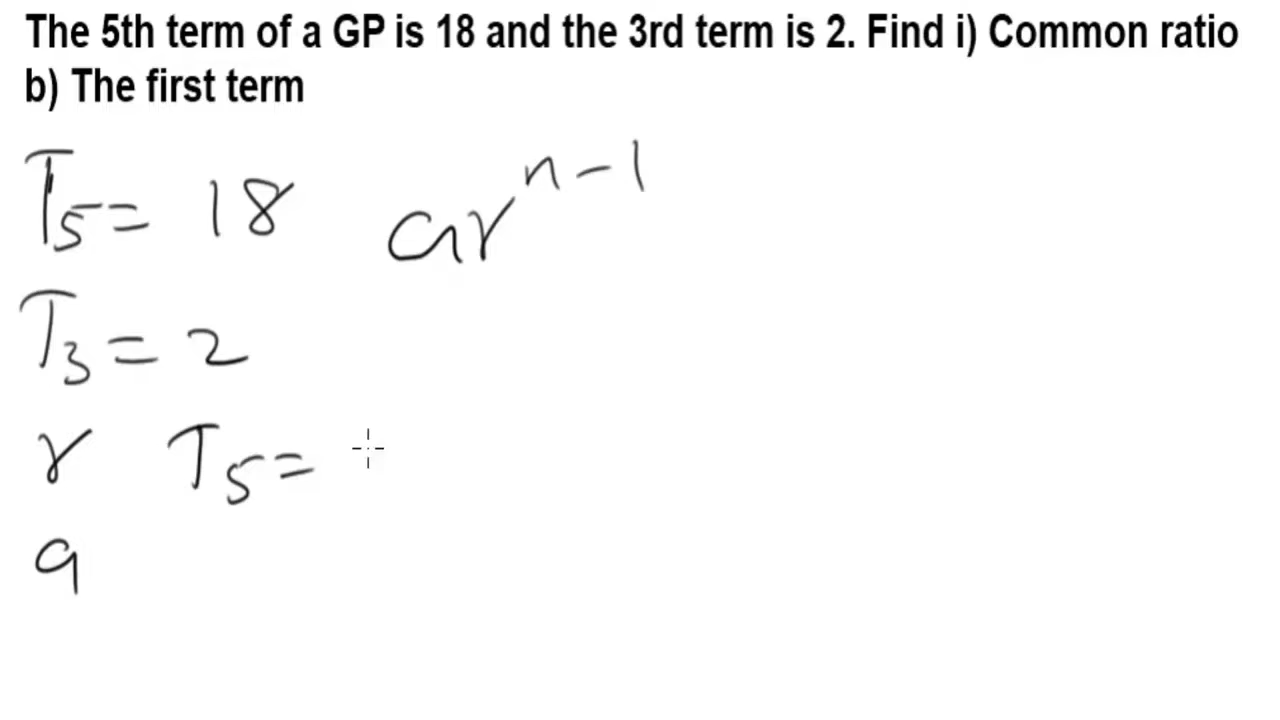 The 5th term of a GP is 18 and the 3rd term is 2. Find i) Common ratio
b) The first term
T₅ = 18 arⁿ⁻¹
T₃ = 2
r T₅ =
a